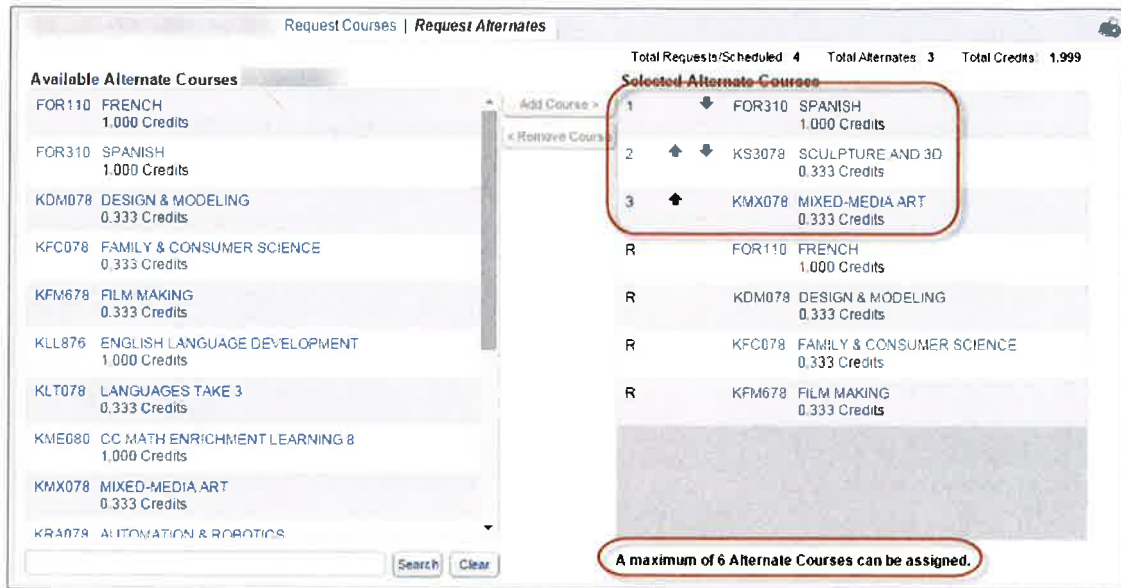 Request Courses | Request Alternates
Total Requests/Scheduled 4 Total Alternates 3 Total Credits: 1.999
Available Alternate Courses
Selected Alternate Courses
FOR110 FRENCH
1.000 Credits
FOR310 SPANISH
1.000 Credits
KDM078 DESIGN & MODELING
0.333 Credits
KFC078 FAMILY & CONSUMER SCIENCE
0.333 Credits
KFM678 FILM MAKING
0.333 Credits
KLL876 ENGLISH LANGUAGE DEVELOPMENT
1.000 Credits
KLT078 LANGUAGES TAKE 3
0.333 Credits
KME080 CC MATH ENRICHMENT LEARNING 8
1.000 Credits
KMX078 MIXED-MEDIA ART
0.333 Credits
KRA078 AUTOMATION & ROBOTICS
Search Clear
Add Course >
< Remove Course
1 FOR310 SPANISH
1.000 Credits
2 KS3078 SCULPTURE AND 3D
0.333 Credits
3 KMX078 MIXED-MEDIA ART
0.333 Credits
R FOR110 FRENCH
1.000 Credits
R KDM078 DESIGN & MODELING
0.333 Credits
R KFC078 FAMILY & CONSUMER SCIENCE
0.333 Credits
R KFM678 FILM MAKING
0.333 Credits
A maximum of 6 Alternate Courses can be assigned.